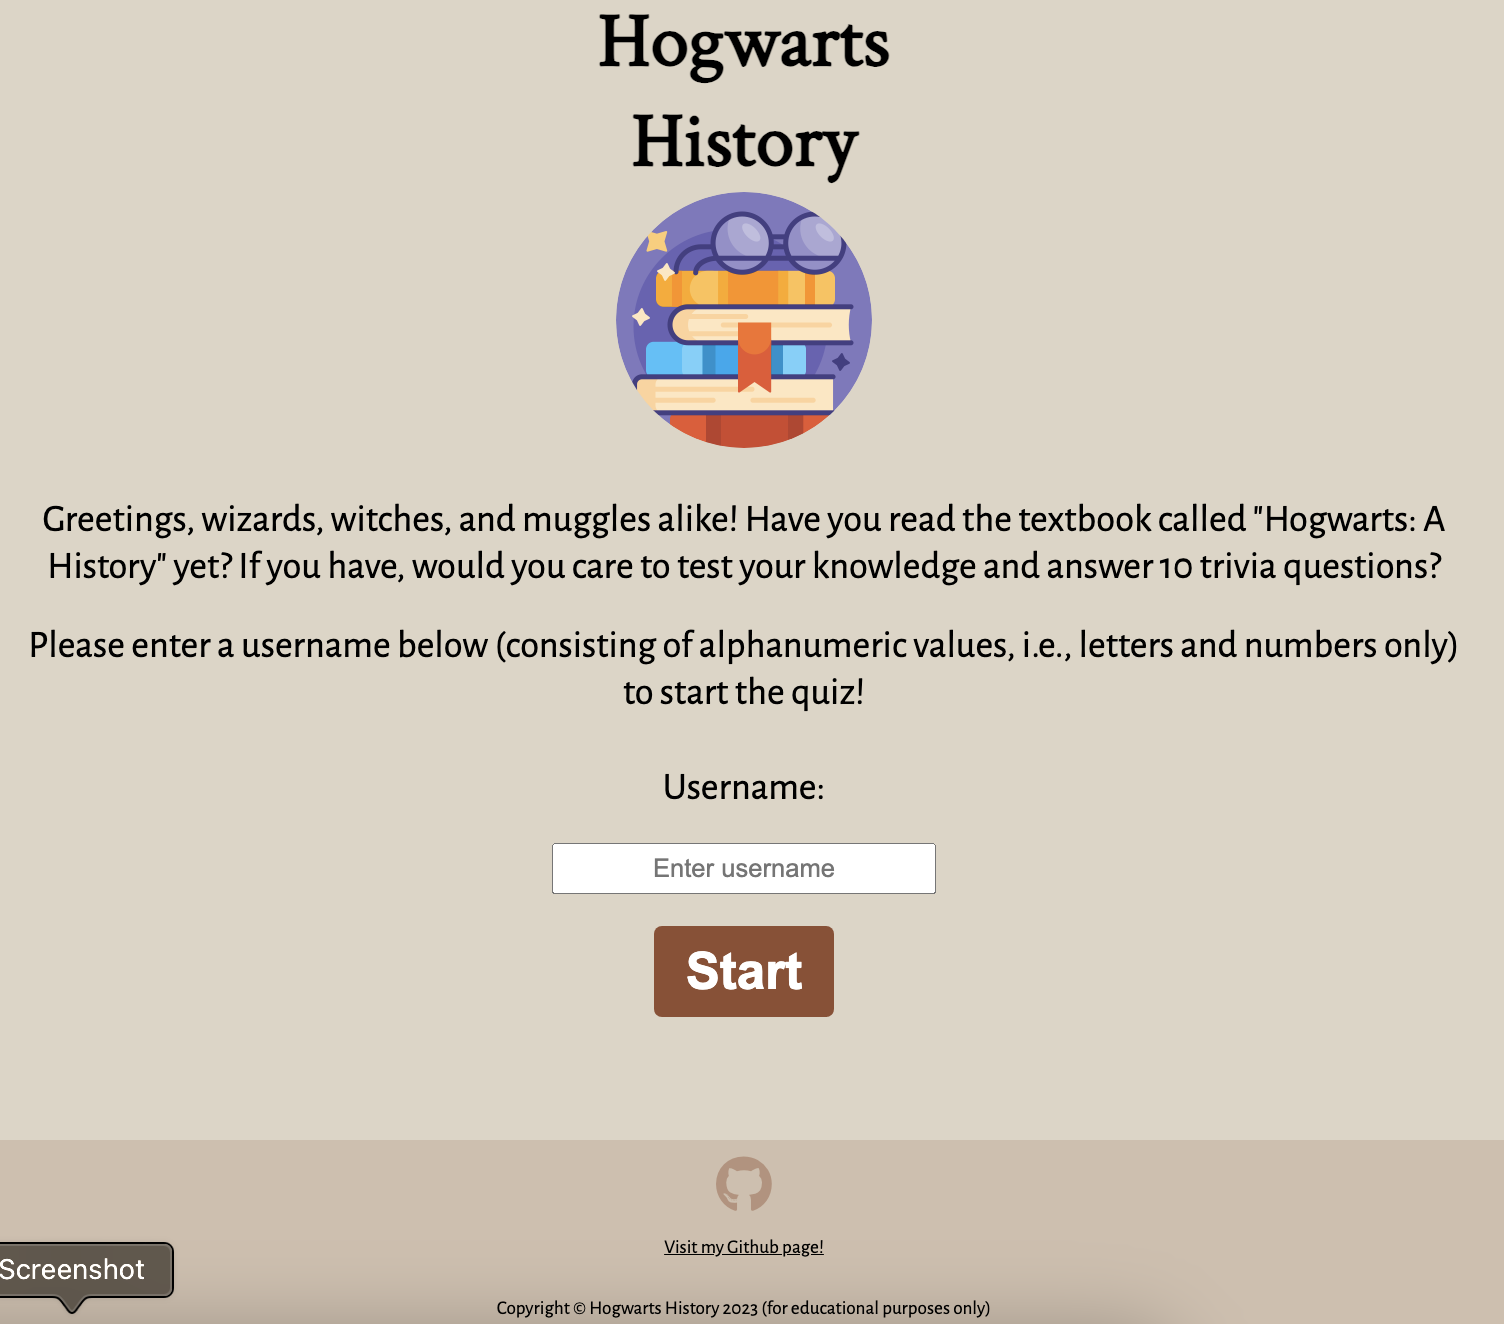 Hogwarts
History
Greetings, wizards, witches, and muggles alike! Have you read the textbook called "Hogwarts: A
History" yet? If you have, would you care to test your knowledge and answer 10 trivia questions?
Please enter a username below (consisting of alphanumeric values, i.e., letters and numbers only)
to start the quiz!
Username:
Enter username
Start
Visit my Github page!
Screenshot
Copyright © Hogwarts History 2023 (for educational purposes only)